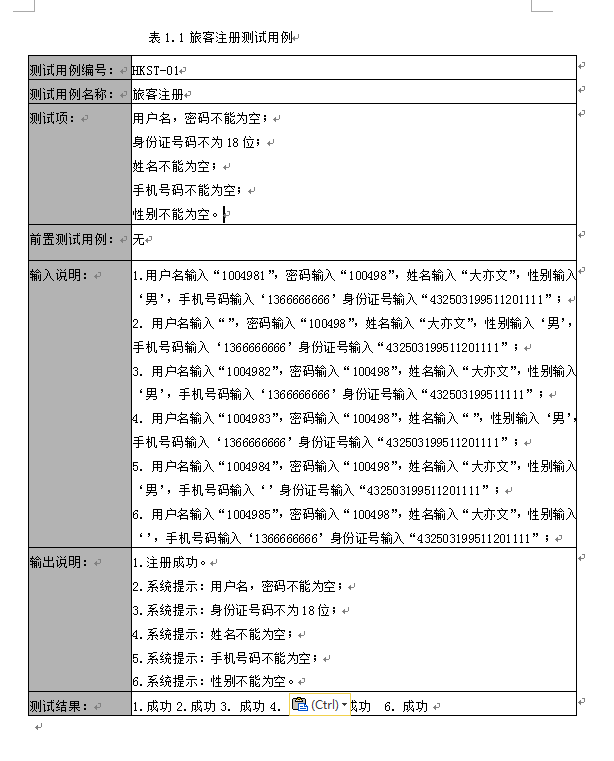 表1.1 旅客注册测试用例
测试用例编号： HKST-01
测试用例名称： 旅客注册
测试项： 用户名，密码不能为空；
身份证号码不为18位；
姓名不能为空；
手机号码不能为空；
性别不能为空。
前置测试用例： 无
输入说明： 1.用户名输入“1004981”，密码输入“100498”，姓名输入“大亦文”，性别输入
‘男’，手机号码输入‘1366666666’身份证号输入“432503199511201111”；
2. 用户名输入“”，密码输入“100498”，姓名输入“大亦文”，性别输入‘男’，
手机号码输入‘1366666666’身份证号输入“432503199511201111”；
3. 用户名输入“1004982”，密码输入“100498”，姓名输入“大亦文”，性别输入
‘男’，手机号码输入‘1366666666’身份证号输入“432503199511111”；
4. 用户名输入“1004983”，密码输入“100498”，姓名输入“”，性别输入‘男’，
手机号码输入‘1366666666’身份证号输入“432503199511201111”；
5. 用户名输入“1004984”，密码输入“100498”，姓名输入“大亦文”，性别输入
‘男’，手机号码输入‘’身份证号输入“432503199511201111”；
6. 用户名输入“1004985”，密码输入“100498”，姓名输入“大亦文”，性别输入
‘’，手机号码输入‘1366666666’身份证号输入“432503199511201111”；
输出说明： 1.注册成功。
2.系统提示：用户名，密码不能为空；
3.系统提示：身份证号码不为18位；
4.系统提示：姓名不能为空；
5.系统提示：手机号码不能为空；
6.系统提示：性别不能为空。
测试结果： 1.成功 2.成功 3. 成功 4. (Ctrl) 成功 6. 成功